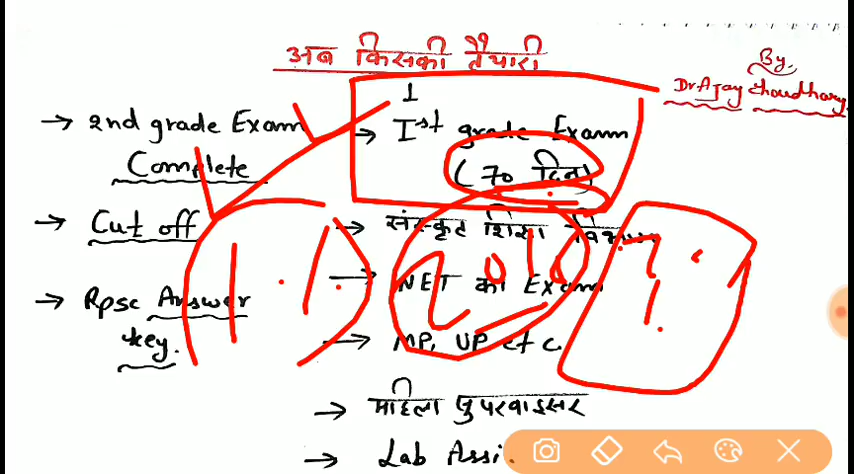 अब किसकी तैयारी
By.
Dr Ajay Choudhary
→ 2nd grade Exam
Complete
→ Cut off
→ Rpsc Answer
key.
1
→ Ist grade Exam
(70 दिन)
→ संस्कृत शिक्षा विभाग
→ NET का Exam
→ MP, UP etc.
→ महिला सुपरवाइसर
→ Lab Assi.